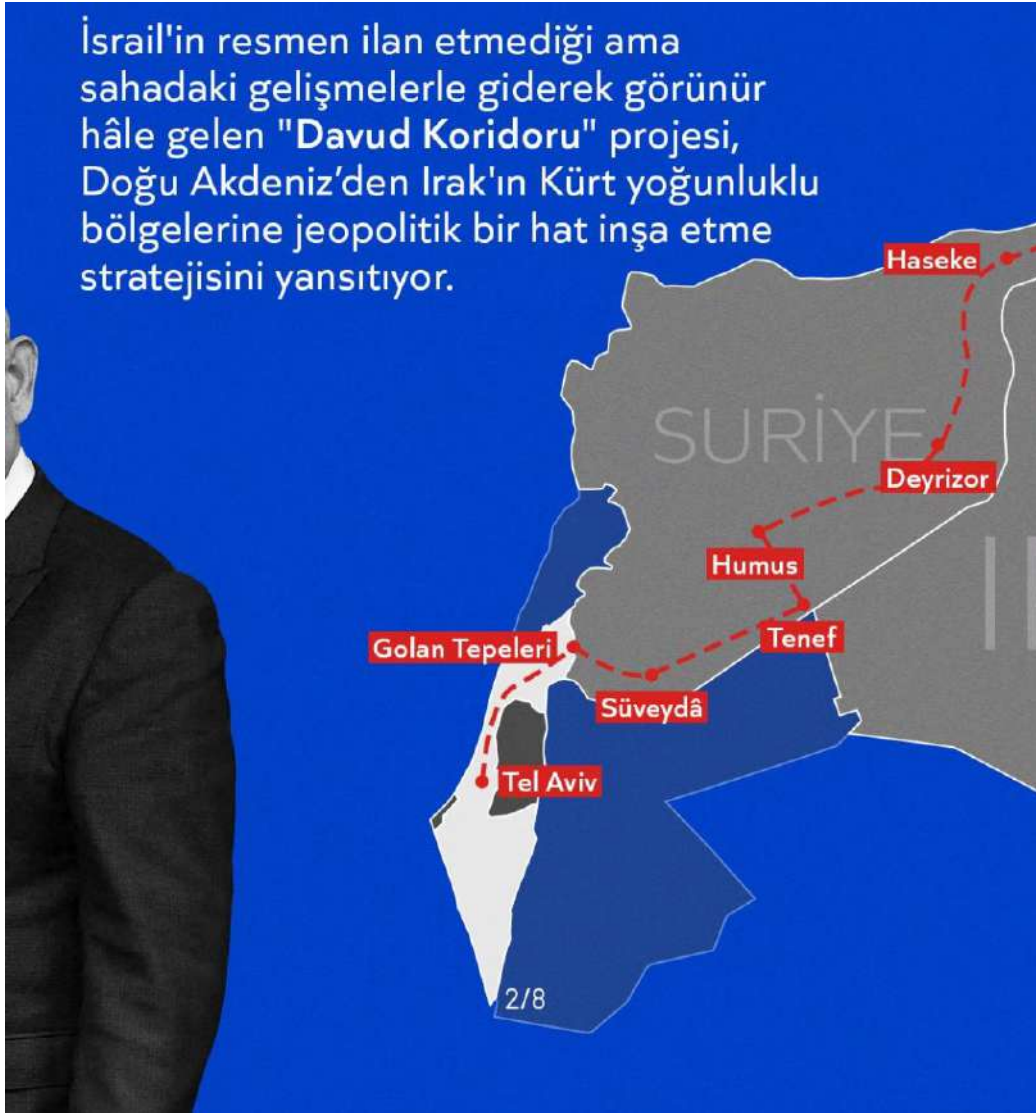 İsrail'in resmen ilan etmediği ama
sahadaki gelişmelerle giderek görünür
hâle gelen "Davud Koridoru" projesi,
Doğu Akdeniz’den Irak'ın Kürt yoğunluklu
bölgelerine jeopolitik bir hat inşa etme
stratejisini yansıtıyor.
Haseke
SURİYE
Deyrizor
Humus
Tenef
Golan Tepeleri
Süveydâ
Tel Aviv
2/8